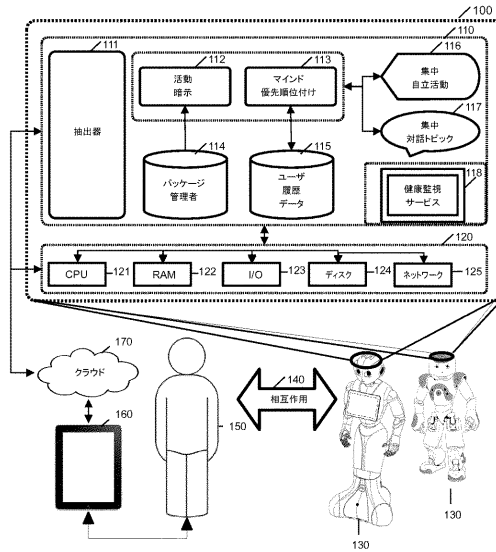 100
110
111
112
113
116
活動
暗示
マインド
優先順位付け
集中
自立活動
117
抽出器
集中
対話トピック
114
115
118
パッケージ
管理者
ユーザ
履歴
データ
健康監視
サービス
120
CPU
121
RAM
122
I/O
123
ディスク
124
ネットワーク
125
170
クラウド
140
相互作用
160
150
130
130